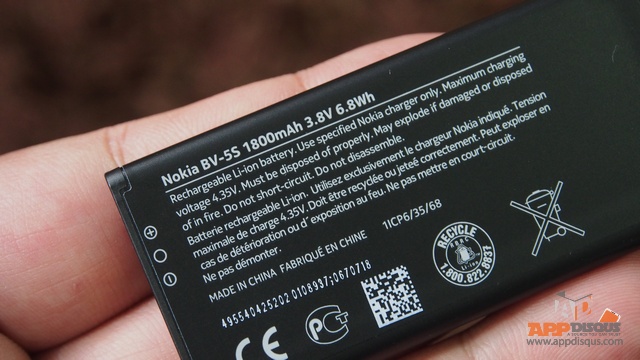 Nokia BV-5S 1800mAh 3.8V 6.8Wh
Rechargeable Li-ion battery. Use specified Nokia charger only. Maximum charging
voltage 4.35V. Must be disposed of properly. May explode if damaged or disposed
of in fire. Do not short-circuit. Do not disassemble.
Batterie rechargeable Li-ion. Utilisez exclusivement le chargeur Nokia indiqué. Tension
maximale de charge 4.35V. Doit être recyclée ou jetée correctement. Peut exploser en
cas de détérioration ou d'exposition au feu. Ne pas mettre en court-circuit.
Ne pas démonter.
MADE IN CHINA FABRIQUÉ EN CHINE 1ICP6/35/68
495540425202 0108997;0670718
RECYCLE
Li-ion
1.800.822.8837
CE
APPDISQUS
www.appdisqus.com